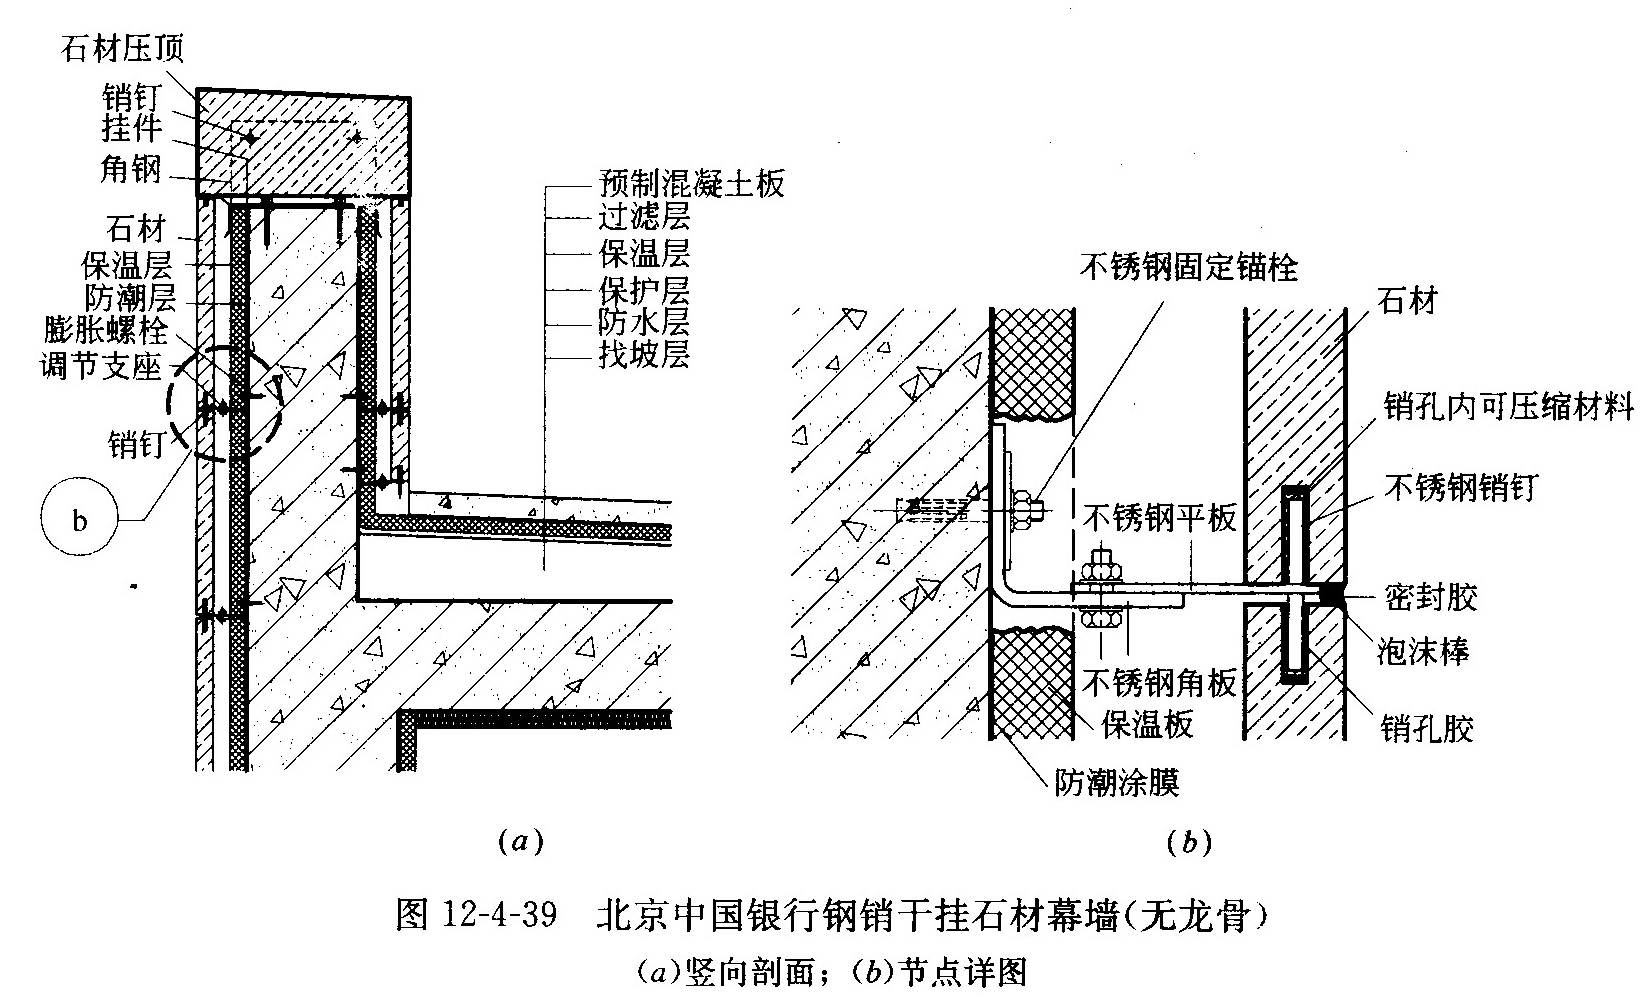 石材压顶
销钉
挂件
角钢
石材
保温层
防潮层
膨胀螺栓
调节支座
销钉
b
预制混凝土板
过滤层
保温层
保护层
防水层
找坡层
(a)
不锈钢固定锚栓
石材
销孔内可压缩材料
不锈钢销钉
不锈钢平板
密封胶
泡沫棒
不锈钢角板
保温板
销孔胶
防潮涂膜
(b)
图 12-4-39 北京中国银行钢销干挂石材幕墙(无龙骨)
(a)竖向剖面；(b)节点详图